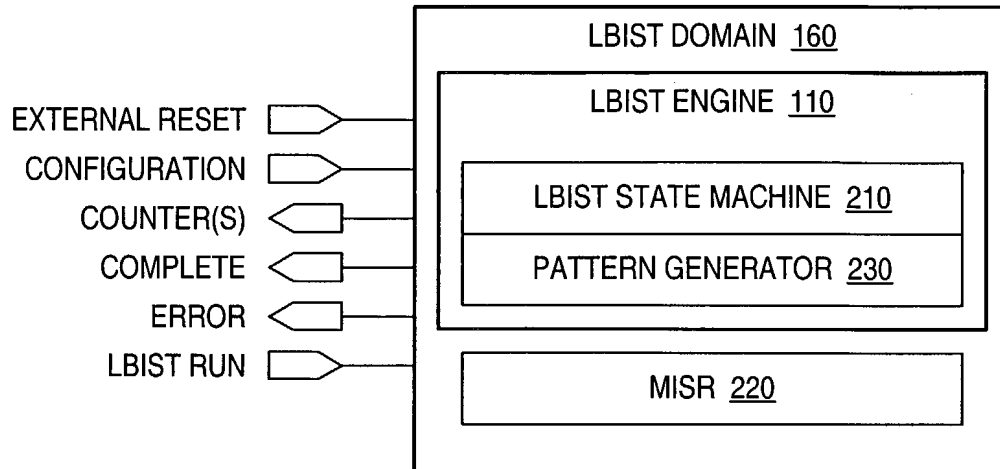 LBIST DOMAIN 160
LBIST ENGINE 110
EXTERNAL RESET
CONFIGURATION
LBIST STATE MACHINE 210
COUNTER(S)
COMPLETE
PATTERN GENERATOR 230
ERROR
LBIST RUN
MISR 220